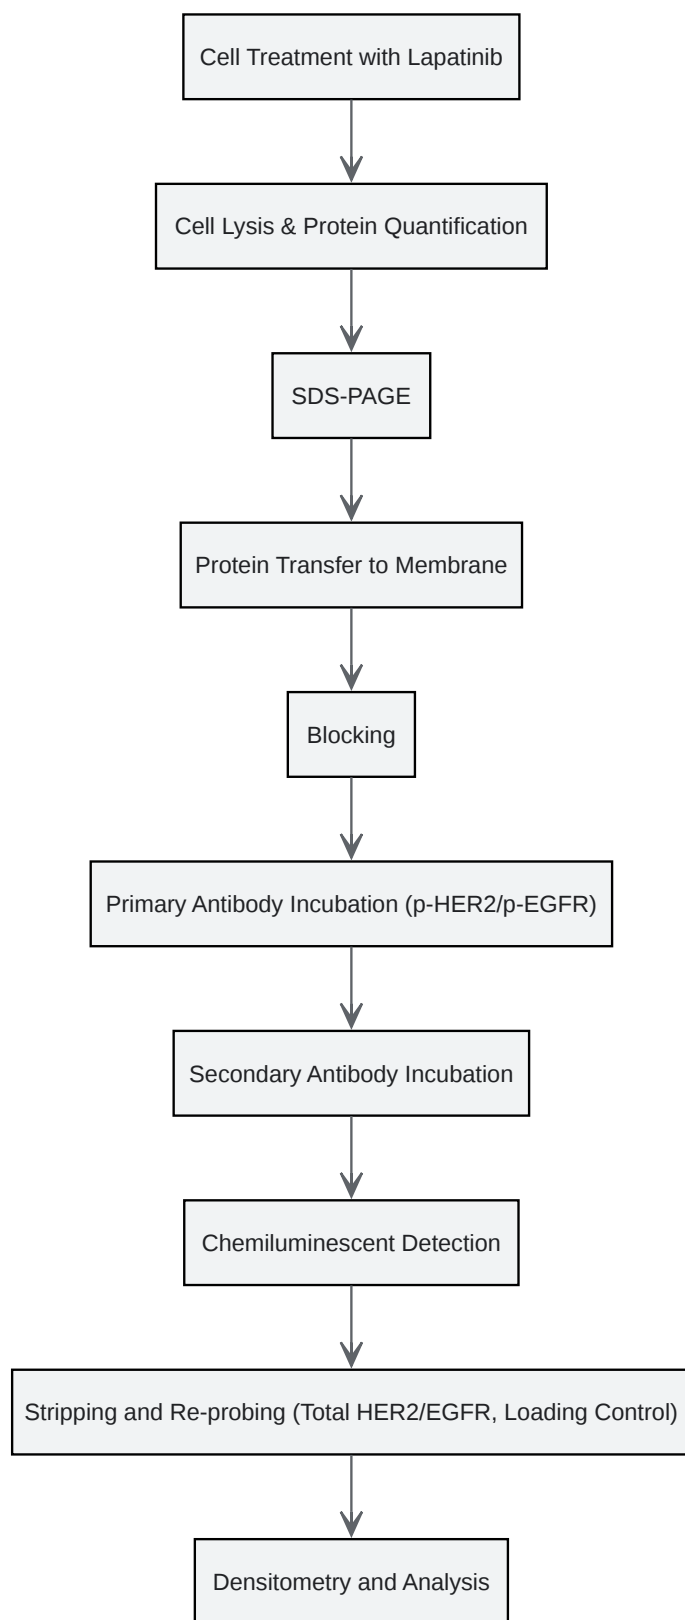 Cell Treatment with Lapatinib
Cell Lysis & Protein Quantification
SDS-PAGE
Protein Transfer to Membrane
Blocking
Primary Antibody Incubation (p-HER2/p-EGFR)
Secondary Antibody Incubation
Chemiluminescent Detection
Stripping and Re-probing (Total HER2/EGFR, Loading Control)
Densitometry and Analysis